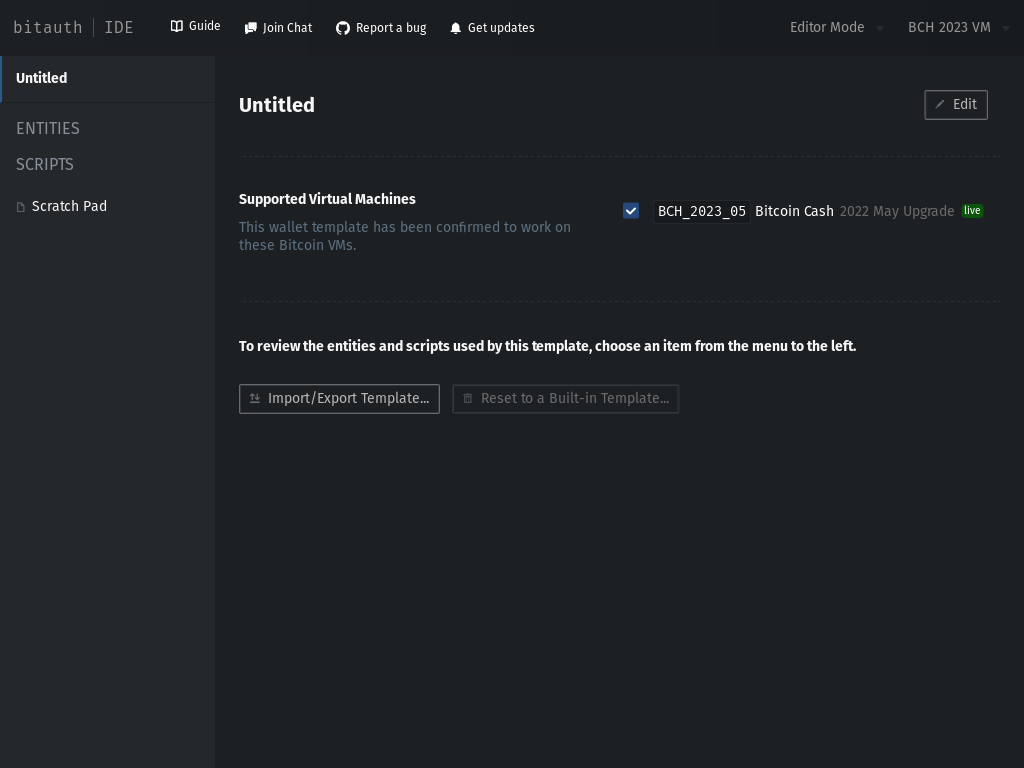 bitauth IDE Guide Join Chat Report a bug Get updates Editor Mode BCH 2023 VM
Untitled
ENTITIES
SCRIPTS
Scratch Pad
Untitled
Edit
Supported Virtual Machines
This wallet template has been confirmed to work on
these Bitcoin VMs.
BCH_2023_05 Bitcoin Cash 2022 May Upgrade live
To review the entities and scripts used by this template, choose an item from the menu to the left.
Import/Export Template... Reset to a Built-in Template...